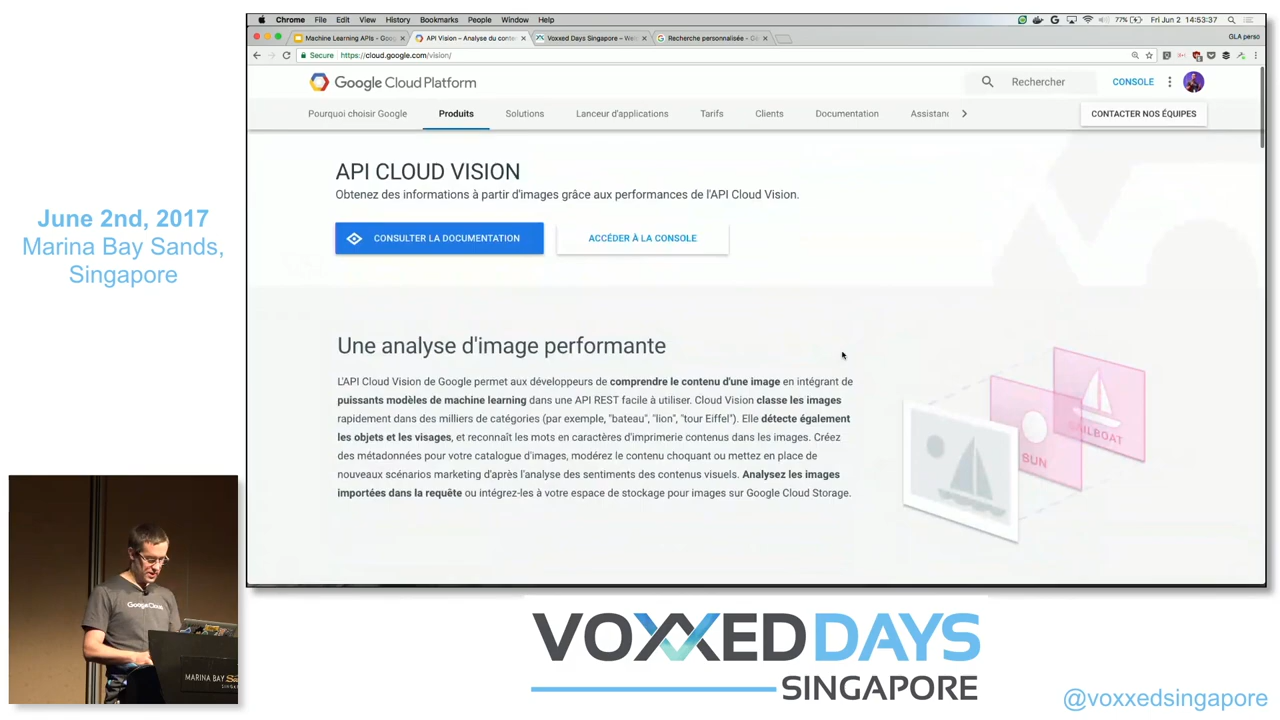 Chrome File Edit View History Bookmarks People Window Help
77% Fri Jun 2 14:53:37
Machine Learning APIs - Goo
API Vision – Analyse du conte
Voxxed Days Singapore – Wel
Recherche personnalisée - G
GLA perso
Secure https://cloud.google.com/vision/
Google Cloud Platform
Rechercher
CONSOLE
Pourquoi choisir Google
Produits
Solutions
Lanceur d'applications
Tarifs
Clients
Documentation
Assistanc
CONTACTER NOS ÉQUIPES
API CLOUD VISION
Obtenez des informations à partir d'images grâce aux performances de l'API Cloud Vision.
CONSULTER LA DOCUMENTATION
ACCÉDER À LA CONSOLE
Une analyse d'image performante
L'API Cloud Vision de Google permet aux développeurs de comprendre le contenu d'une image en intégrant de
puissants modèles de machine learning dans une API REST facile à utiliser. Cloud Vision classe les images
rapidement dans des milliers de catégories (par exemple, "bateau", "lion", "tour Eiffel"). Elle détecte également
les objets et les visages, et reconnaît les mots en caractères d'imprimerie contenus dans les images. Créez
des métadonnées pour votre catalogue d'images, modérez le contenu choquant ou mettez en place de
nouveaux scénarios marketing d'après l'analyse des sentiments des contenus visuels. Analysez les images
importées dans la requête ou intégrez-les à votre espace de stockage pour images sur Google Cloud Storage.
SAILBOAT
SUN
June 2nd, 2017
Marina Bay Sands,
Singapore
Google Cloud
MARINA BAY
VOXXED DAYS
SINGAPORE
@voxxedsingapore